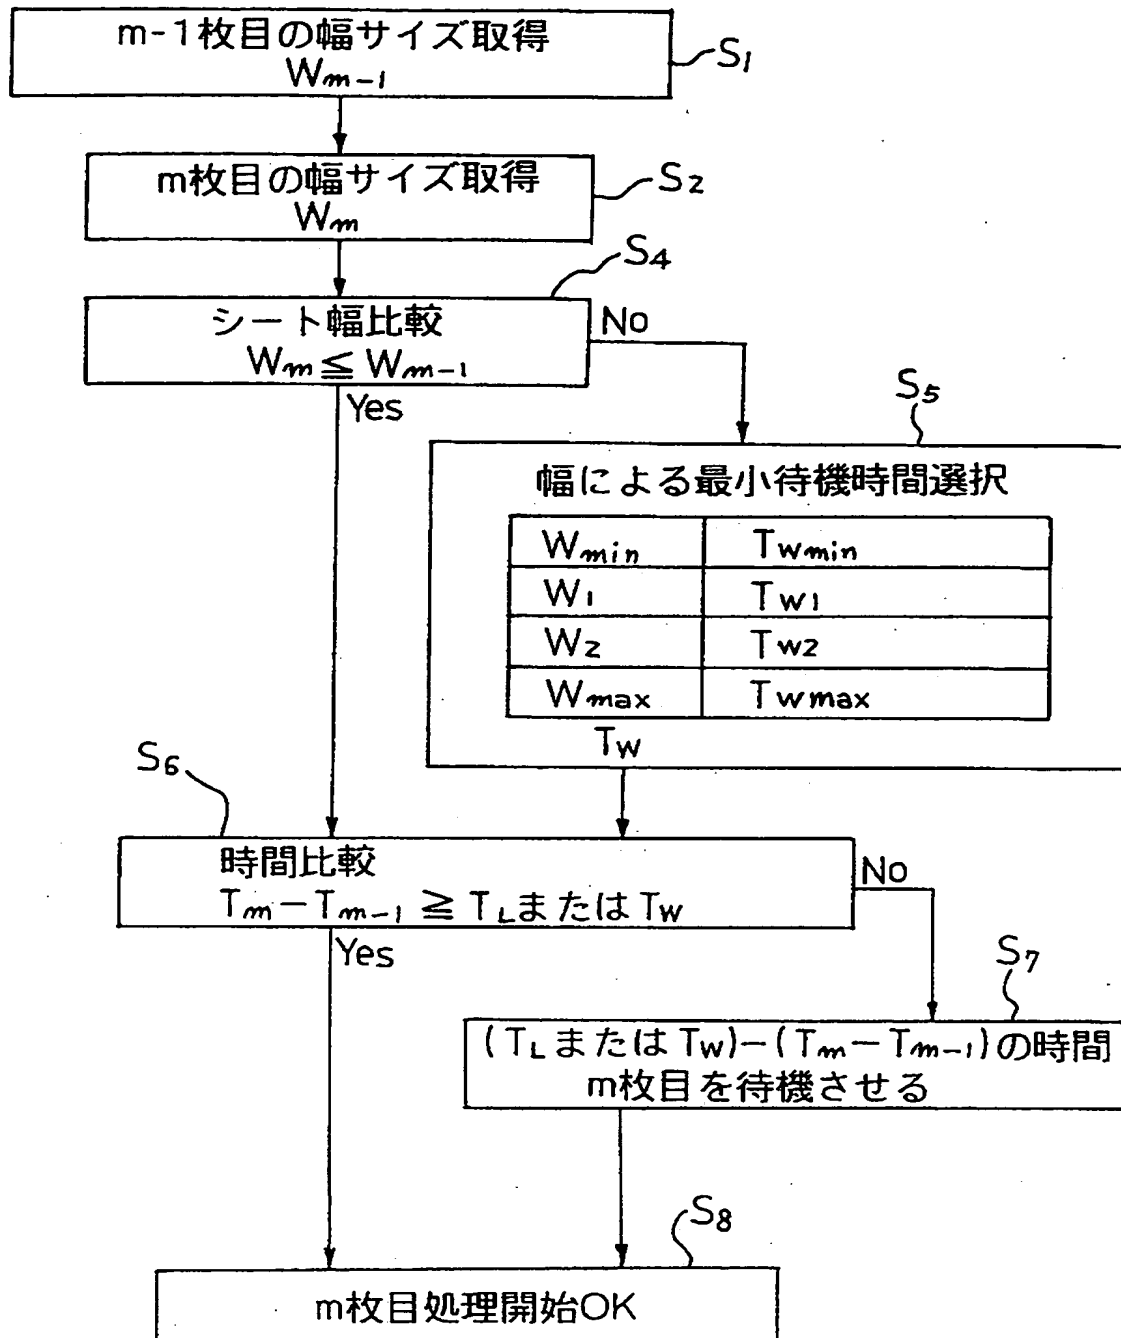 m-1枚目の幅サイズ取得
Wm-1
S1
m枚目の幅サイズ取得
Wm
S2
S4
シート幅比較
Wm≦Wm-1
No
Yes
S5
幅による最小待機時間選択
Wmin Twmin
W1 Tw1
W2 Tw2
Wmax Twmax
Tw
S6
時間比較
Tm-Tm-1≧TLまたはTw
No
Yes
S7
(TLまたはTw)-(Tm-Tm-1)の時間
m枚目を待機させる
S8
m枚目処理開始OK